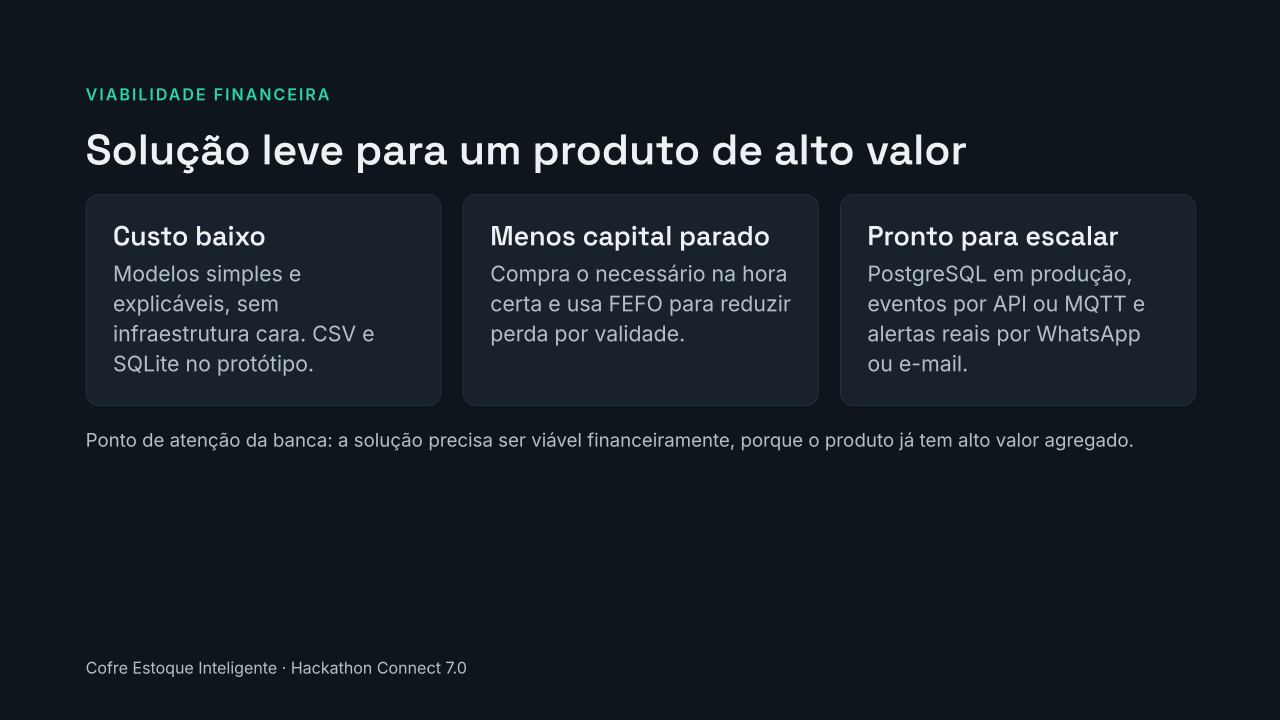 VIABILIDADE FINANCEIRA
Solução leve para um produto de alto valor
Custo baixo
Modelos simples e
explicáveis, sem
infraestrutura cara. CSV e
SQLite no protótipo.
Menos capital parado
Compra o necessário na hora
certa e usa FEFO para reduzir
perda por validade.
Pronto para escalar
PostgreSQL em produção,
eventos por API ou MQTT e
alertas reais por WhatsApp
ou e-mail.
Ponto de atenção da banca: a solução precisa ser viável financeiramente, porque o produto já tem alto valor agregado.
Cofre Estoque Inteligente · Hackathon Connect 7.0